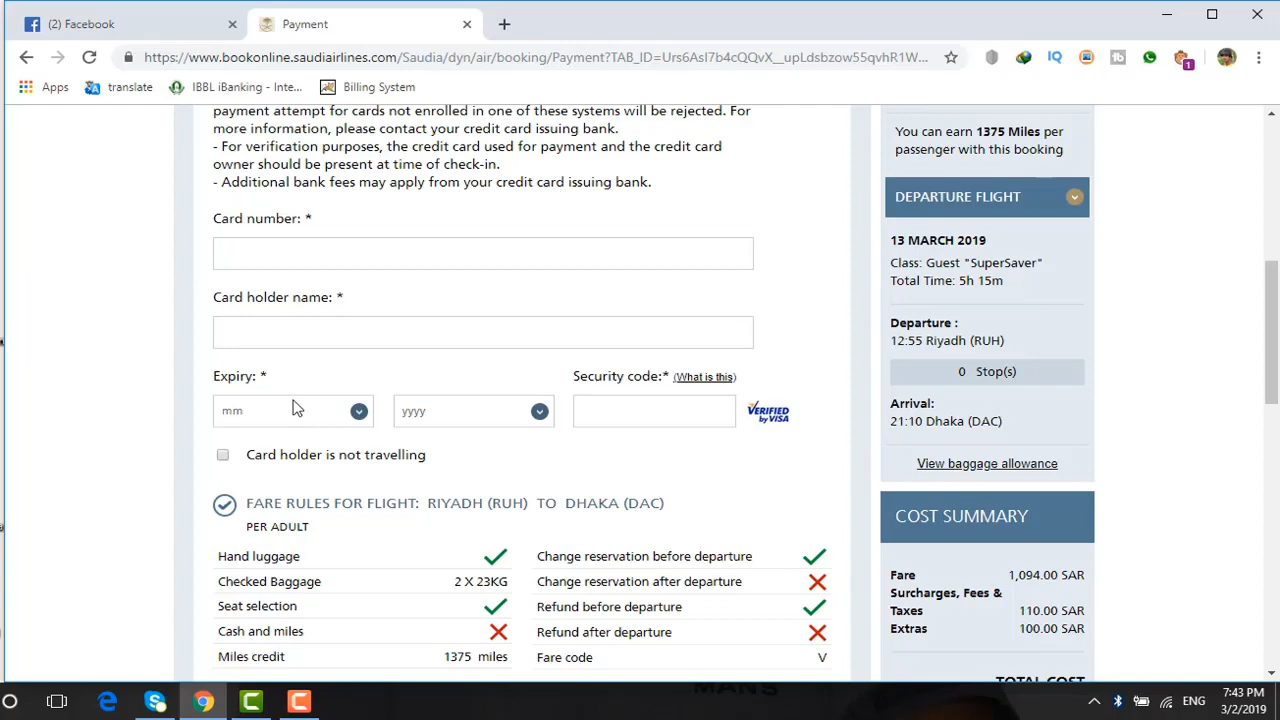 (2) Facebook
Payment
https://www.bookonline.saudiairlines.com/Saudia/dyn/air/booking/Payment?TAB_ID=Urs6AsI7b4cQQvX__upLdsbzow55qvhR1W...
IQ
1
Apps
translate
IBBL iBanking - Inte...
Billing System
payment attempt for cards not enrolled in one of these systems will be rejected. For
more information, please contact your credit card issuing bank.
- For verification purposes, the credit card used for payment and the credit card
owner should be present at time of check-in.
- Additional bank fees may apply from your credit card issuing bank.
Card number: *
Card holder name: *
Expiry: *
Security code:* (What is this)
mm
yyyy
VERIFIED
by VISA
Card holder is not travelling
FARE RULES FOR FLIGHT: RIYADH (RUH) TO DHAKA (DAC)
PER ADULT
Hand luggage
Checked Baggage 2 X 23KG
Seat selection
Cash and miles
Miles credit 1375 miles
Change reservation before departure
Change reservation after departure
Refund before departure
Refund after departure
Fare code V
You can earn 1375 Miles per
passenger with this booking
DEPARTURE FLIGHT
13 MARCH 2019
Class: Guest "SuperSaver"
Total Time: 5h 15m
Departure :
12:55 Riyadh (RUH)
0 Stop(s)
Arrival:
21:10 Dhaka (DAC)
View baggage allowance
COST SUMMARY
Fare 1,094.00 SAR
Surcharges, Fees &
Taxes 110.00 SAR
Extras 100.00 SAR
TOTAL COST
ENG
7:43 PM
3/2/2019